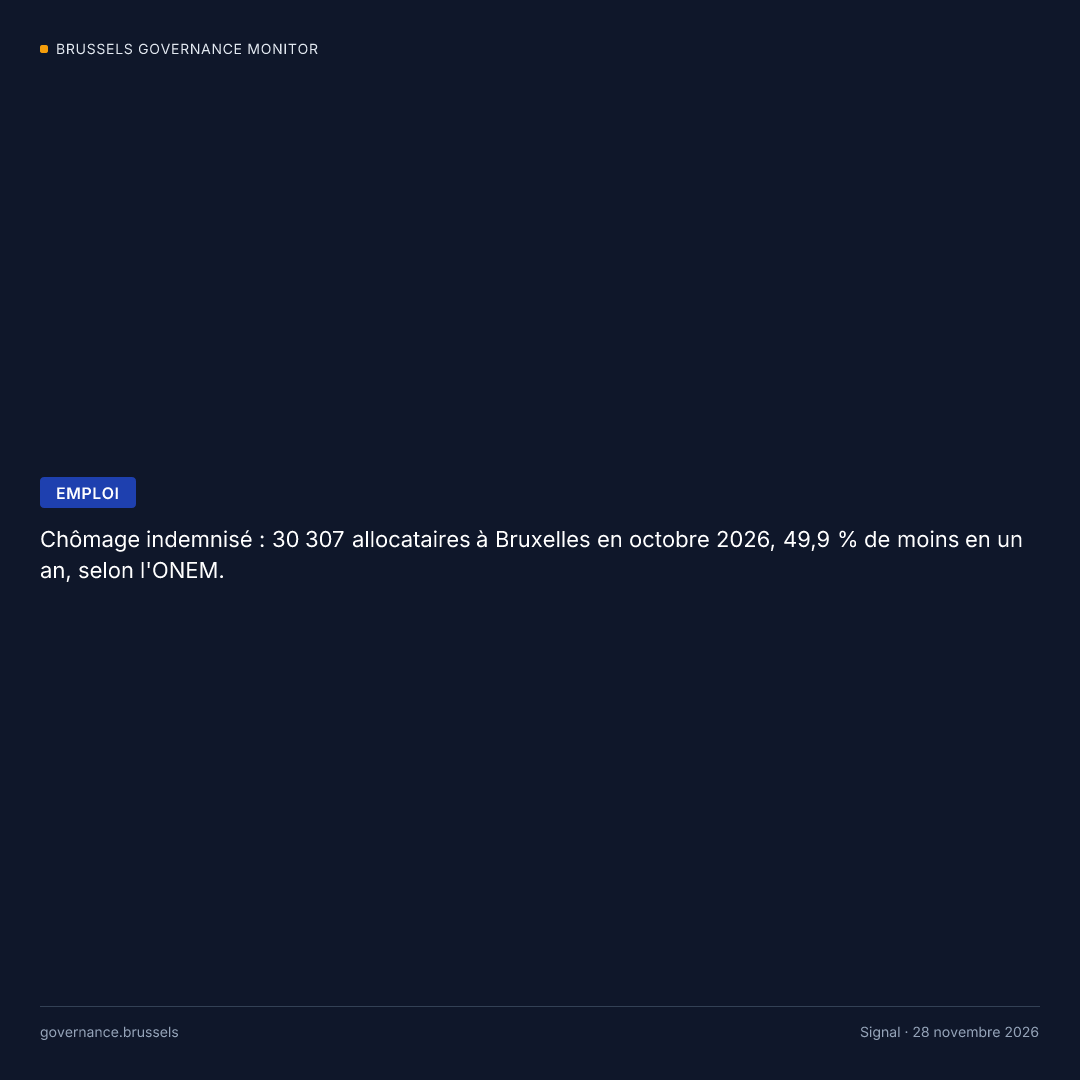 BRUSSELS GOVERNANCE MONITOR
EMPLOI
Chômage indemnisé : 30 307 allocataires à Bruxelles en octobre 2026, 49,9 % de moins en un
an, selon l'ONEM.
governance.brussels
Signal · 28 novembre 2026